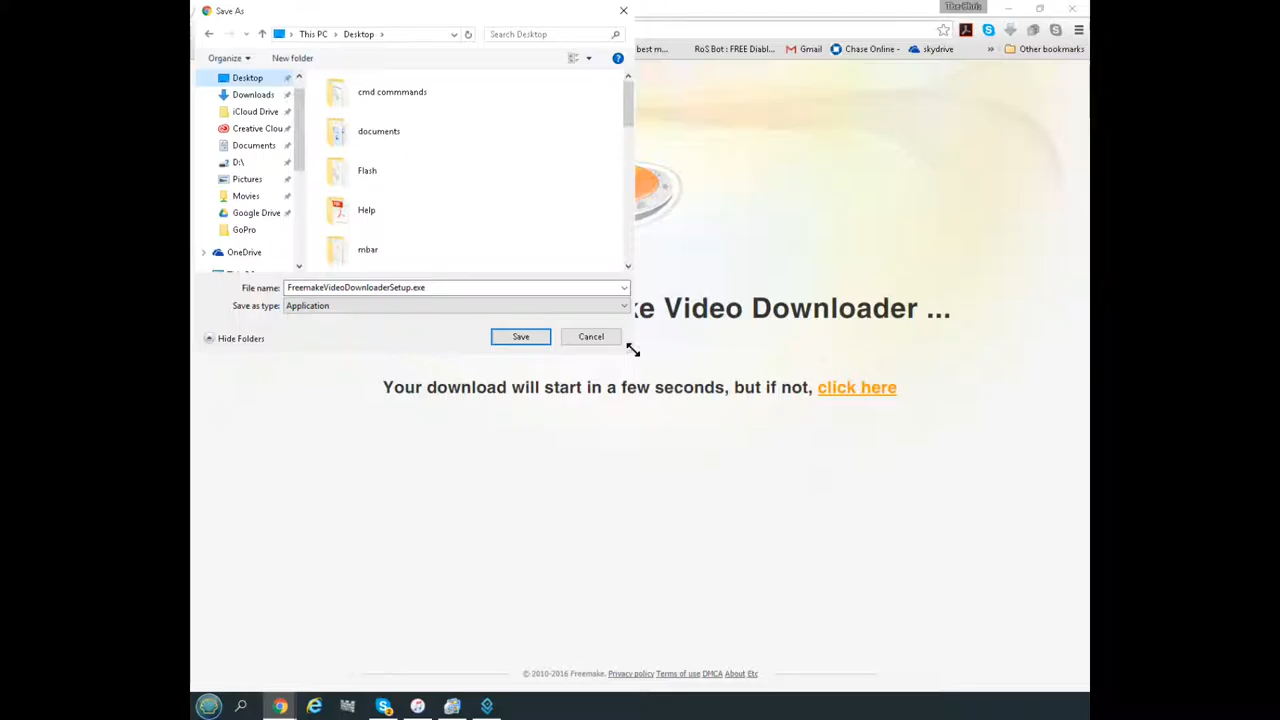 Save As
The Chris
This PC
Desktop
Search Desktop
best m...
RoS Bot : FREE Diabl...
Gmail
Chase Online -
skydrive
»
Other bookmarks
Organize
New folder
Desktop
Downloads
iCloud Drive
Creative Clou
Documents
D:\
Pictures
Movies
Google Drive
GoPro
OneDrive
cmd commmands
documents
Flash
Help
mbar
File name:
FreemakeVideoDownloaderSetup.exe
Save as type:
Application
ke Video Downloader ...
Hide Folders
Save
Cancel
Your download will start in a few seconds, but if not, click here
© 2010-2016 Freemake. Privacy policy Terms of use DMCA About Etc